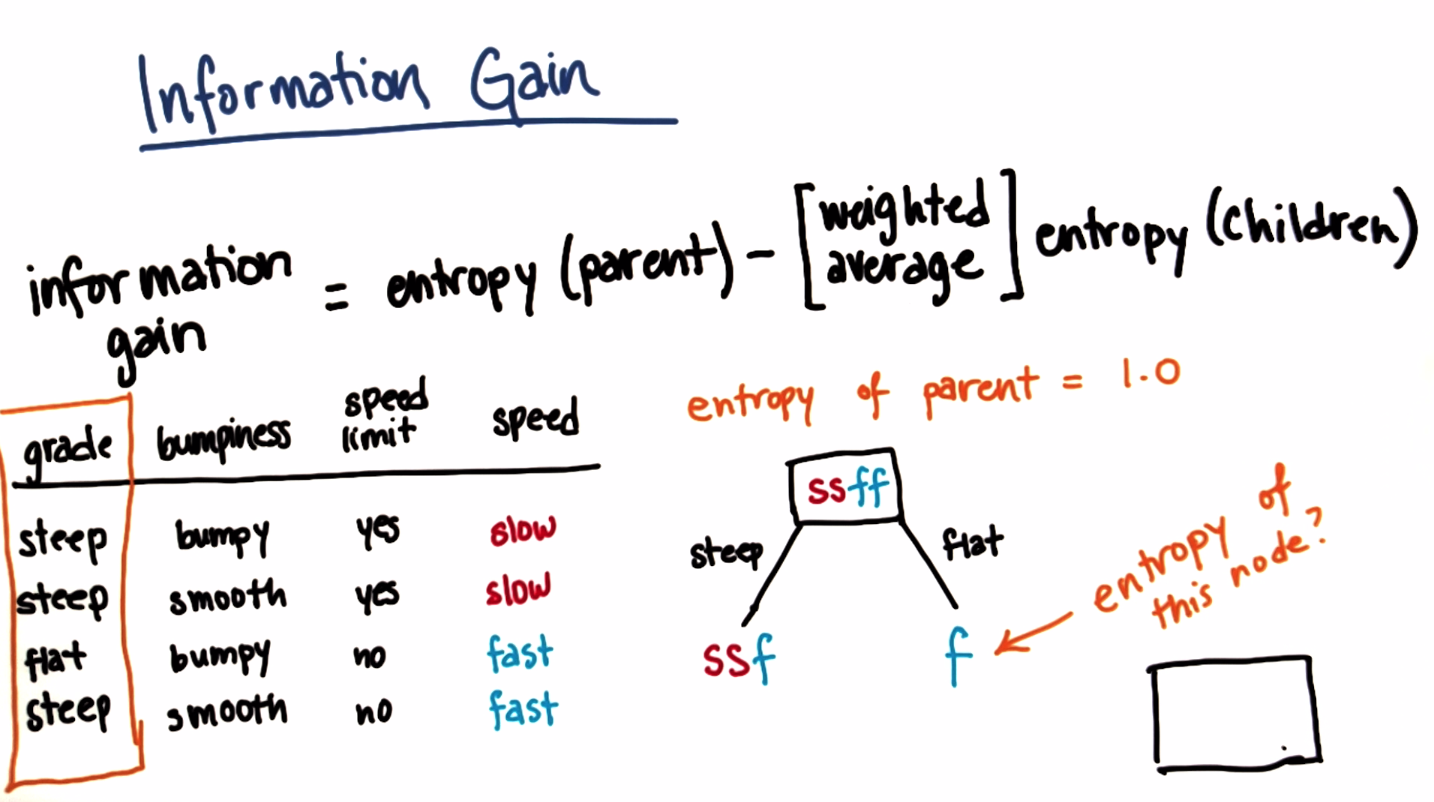 Information Gain
information gain = entropy (parent) - [weighted average] entropy (children)
grade bumpiness speed limit speed
steep bumpy yes slow
steep smooth yes slow
flat bumpy no fast
steep smooth no fast
entropy of parent = 1.0
ssff
steep flat
ssf f
entropy of
this node?